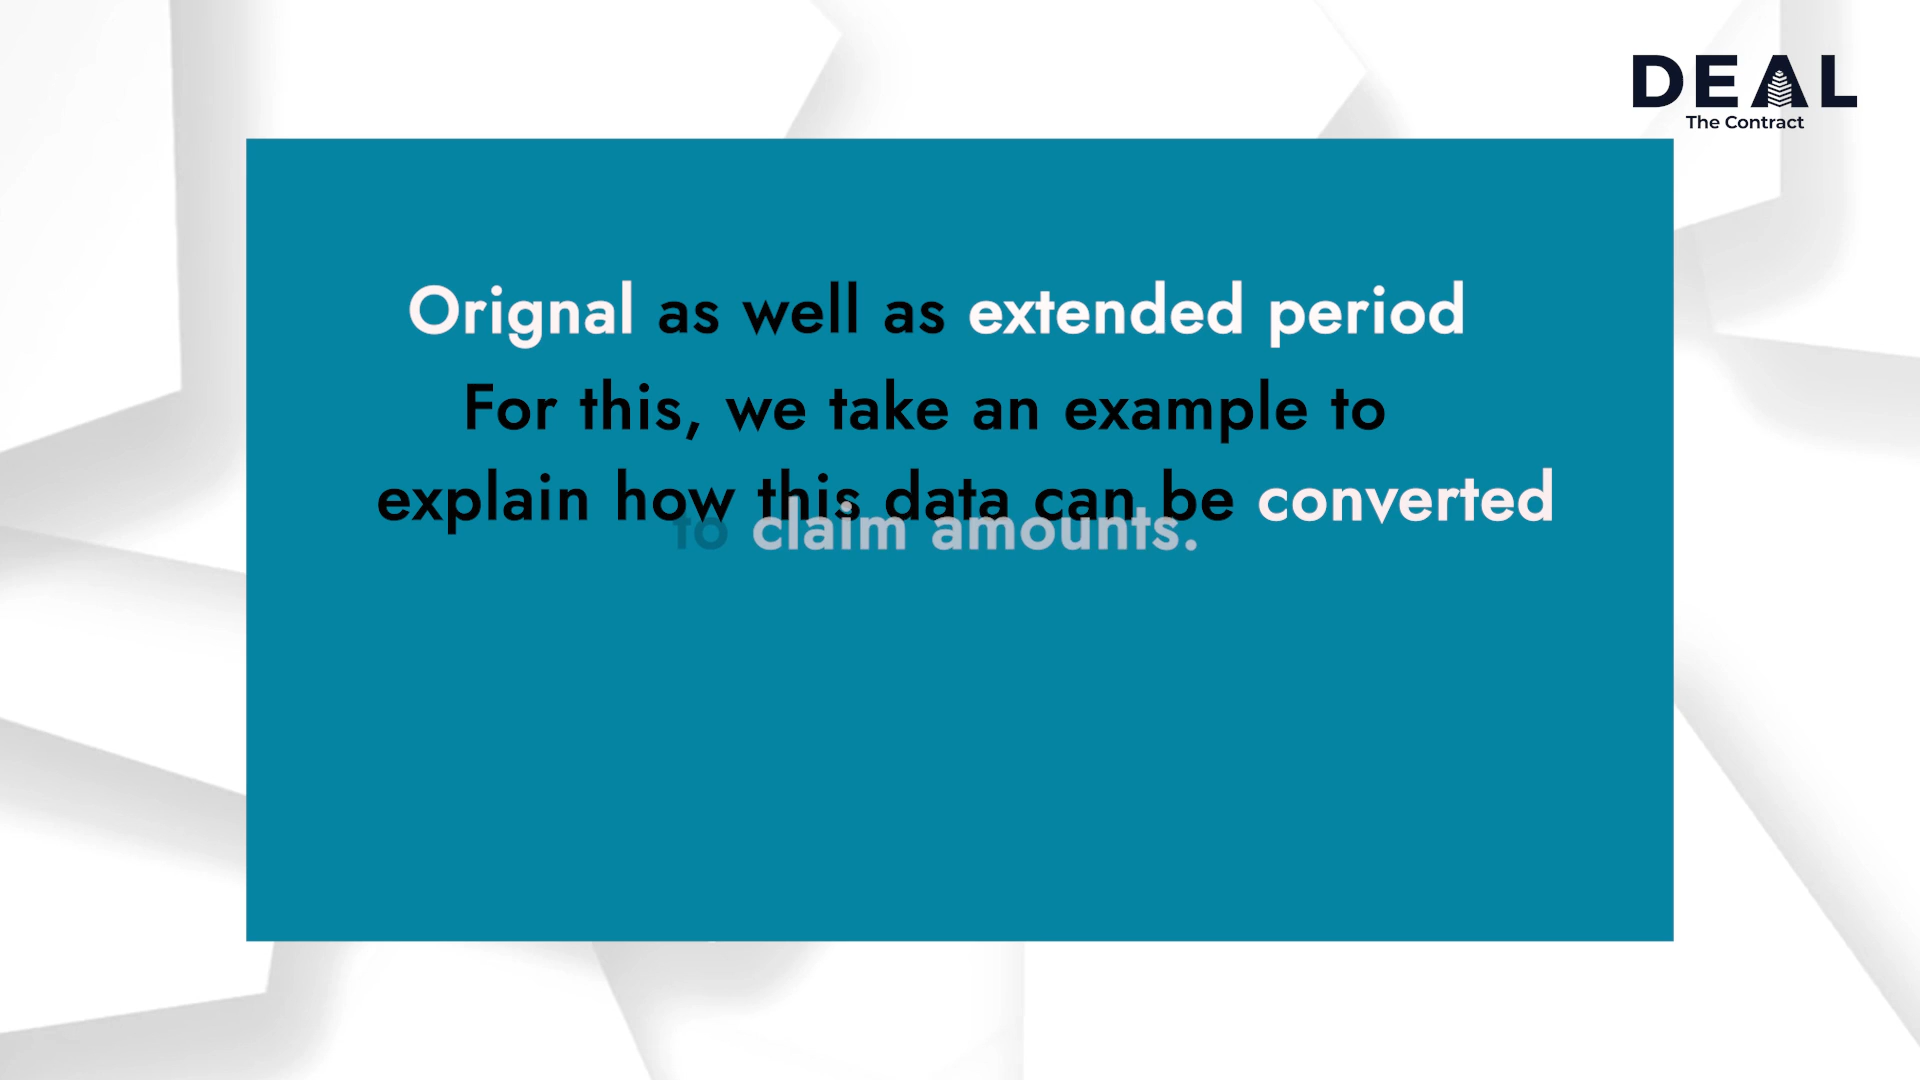 DEAL
The Contract
Orignal as well as extended period
For this, we take an example to
explain how this data can be converted
to claim amounts.